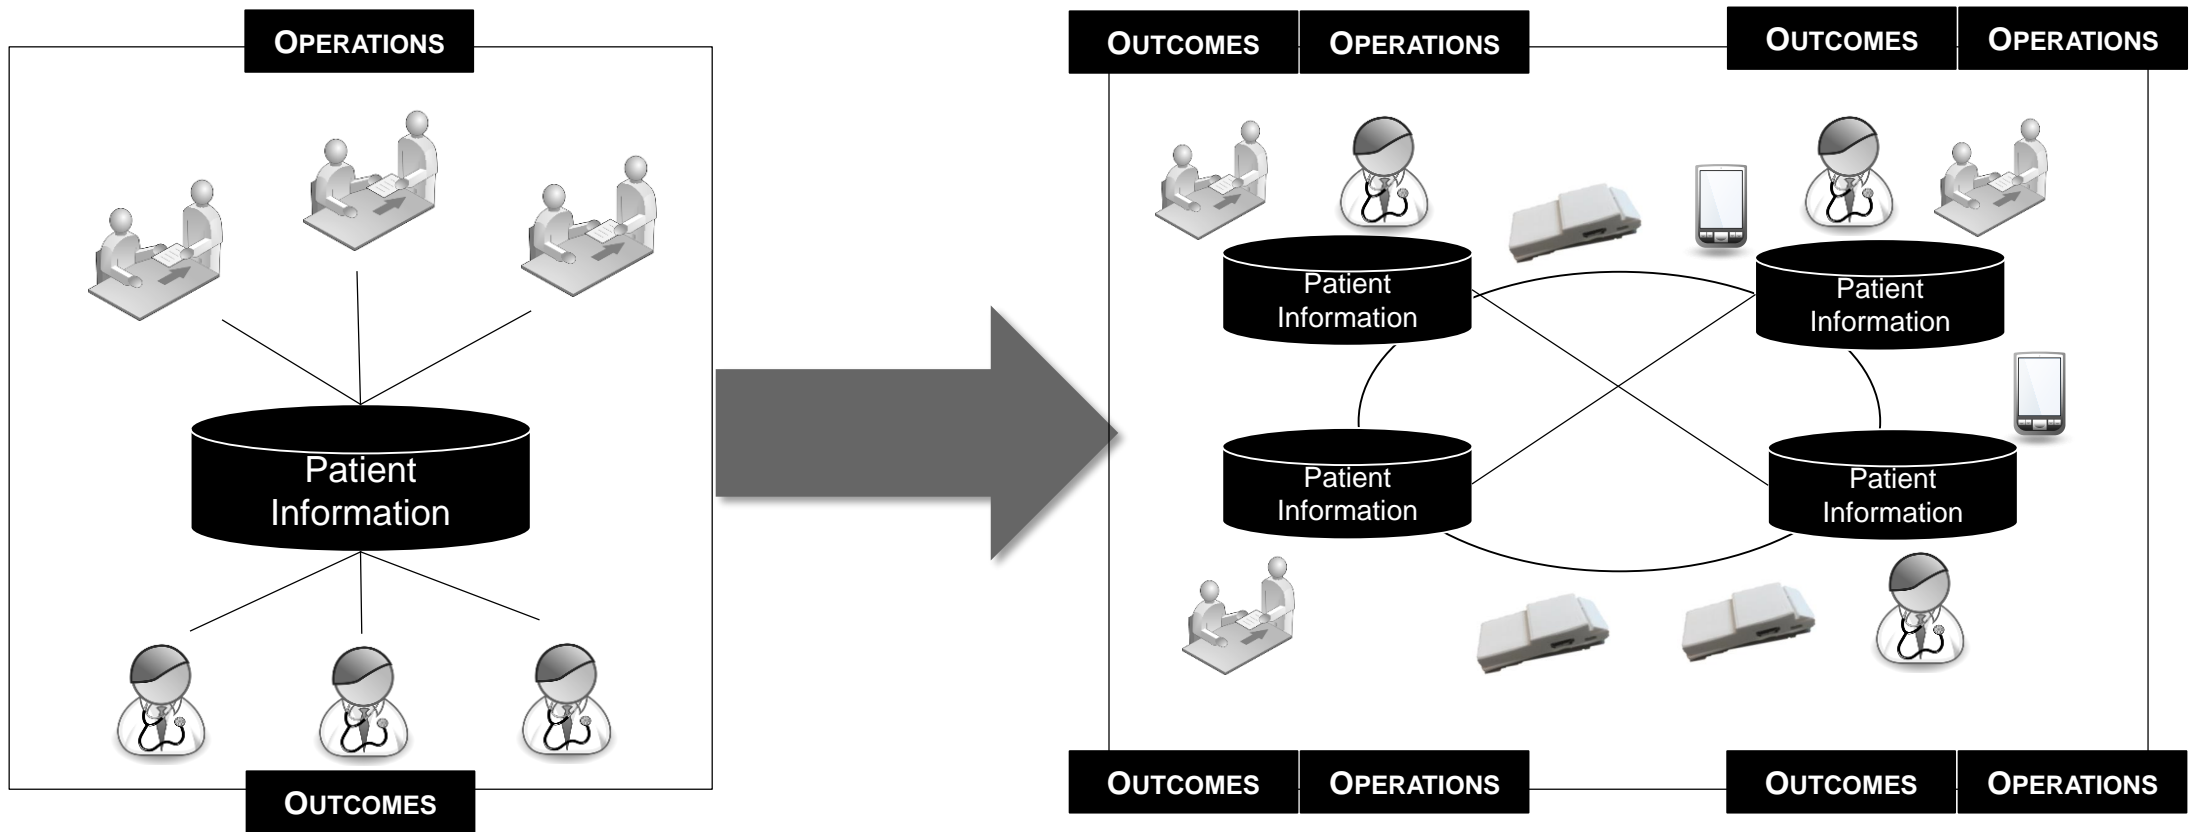 OPERATIONS
Patient
Information
OUTCOMES
OUTCOMES
OPERATIONS
OUTCOMES
OPERATIONS
Patient
Information
Patient
Information
Patient
Information
Patient
Information
OUTCOMES
OPERATIONS
OUTCOMES
OPERATIONS